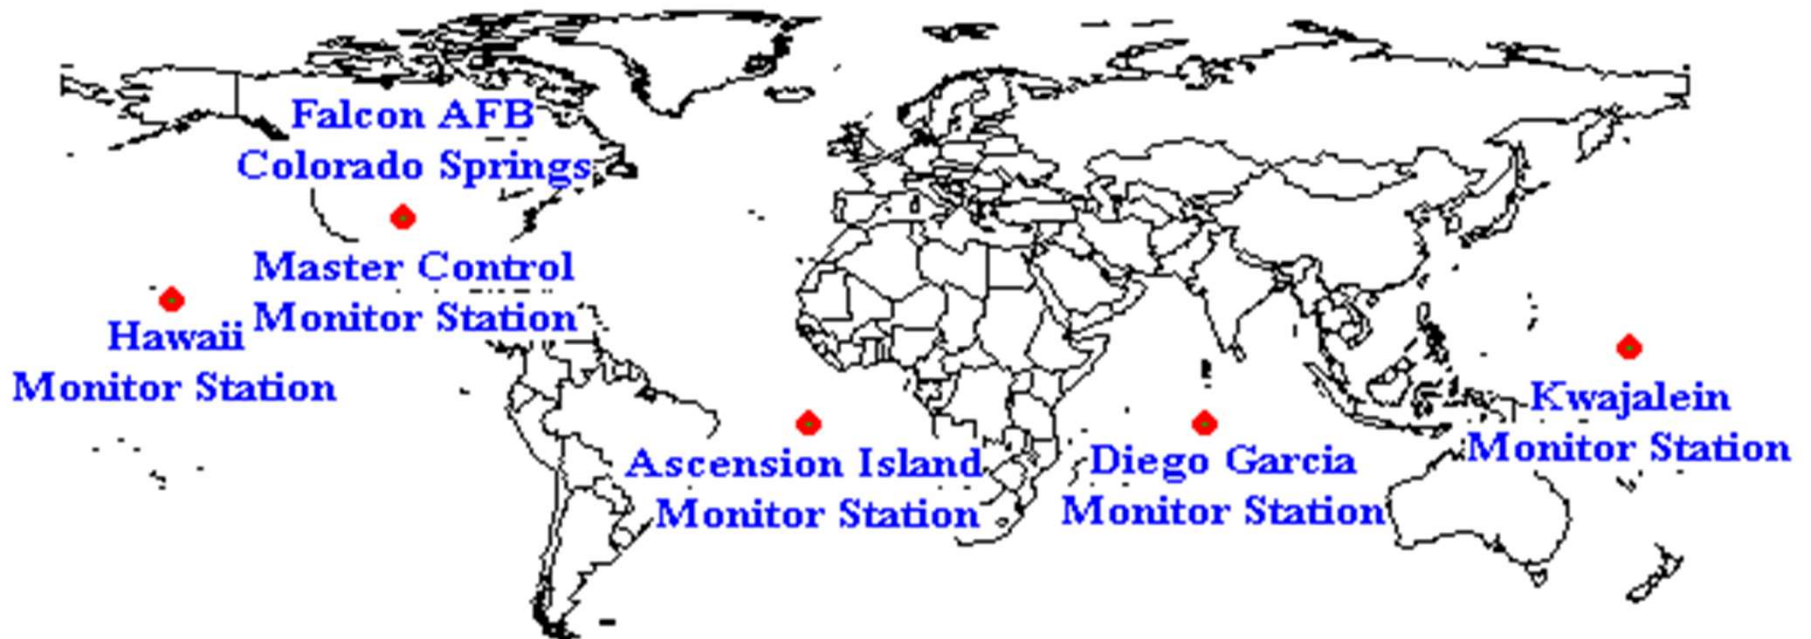 Falcon AFB
Colorado Springs
Master Control
Monitor Station
Hawaii
Monitor Station
Ascension Island
Monitor Station
Diego Garcia
Monitor Station
Kwajalein
Monitor Station